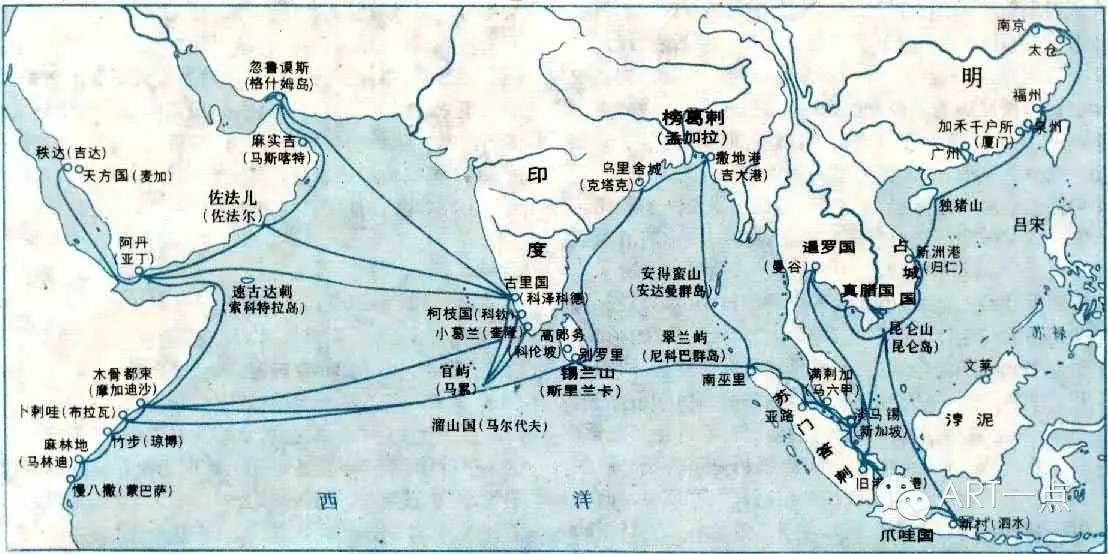 南京
太仓
明
福州
加禾千户所
(厦门)
泉州
广州
忽鲁谟斯
(格什姆岛)
麻实吉
(马斯喀特)
秩达(吉达)
天方国(麦加)
佐法儿
(佐法尔)
阿丹
(亚丁)
速古达剌
(索科特拉岛)
印
度
榜葛剌
(孟加拉)
乌里舍城
(克塔克)
撒地港
(吉大港)
独猪山
吕宋
占
城
国
新洲港
(归仁)
暹罗国
(曼谷)
真腊国
昆仑山
昆仑岛
苏禄
安得蛮山
(安达曼群岛)
翠兰屿
(尼科巴群岛)
古里国
(科泽科德)
柯枝国(科钦)
小葛兰(奎隆)
高郎务
(科伦坡)
别罗里
锡兰山
(斯里兰卡)
官屿
(马累)
溜山国(马尔代夫)
南巫里
满剌加
(马六甲)
亚路
苏门答剌
淡马锡
(新加坡)
文莱
浡泥
木骨都束
(摩加迪沙)
卜剌哇(布拉瓦)
竹步(琼博)
麻林地
(马林迪)
慢八撒(蒙巴萨)
西
洋
旧
港
新村(泗水)
爪哇国
ART一点